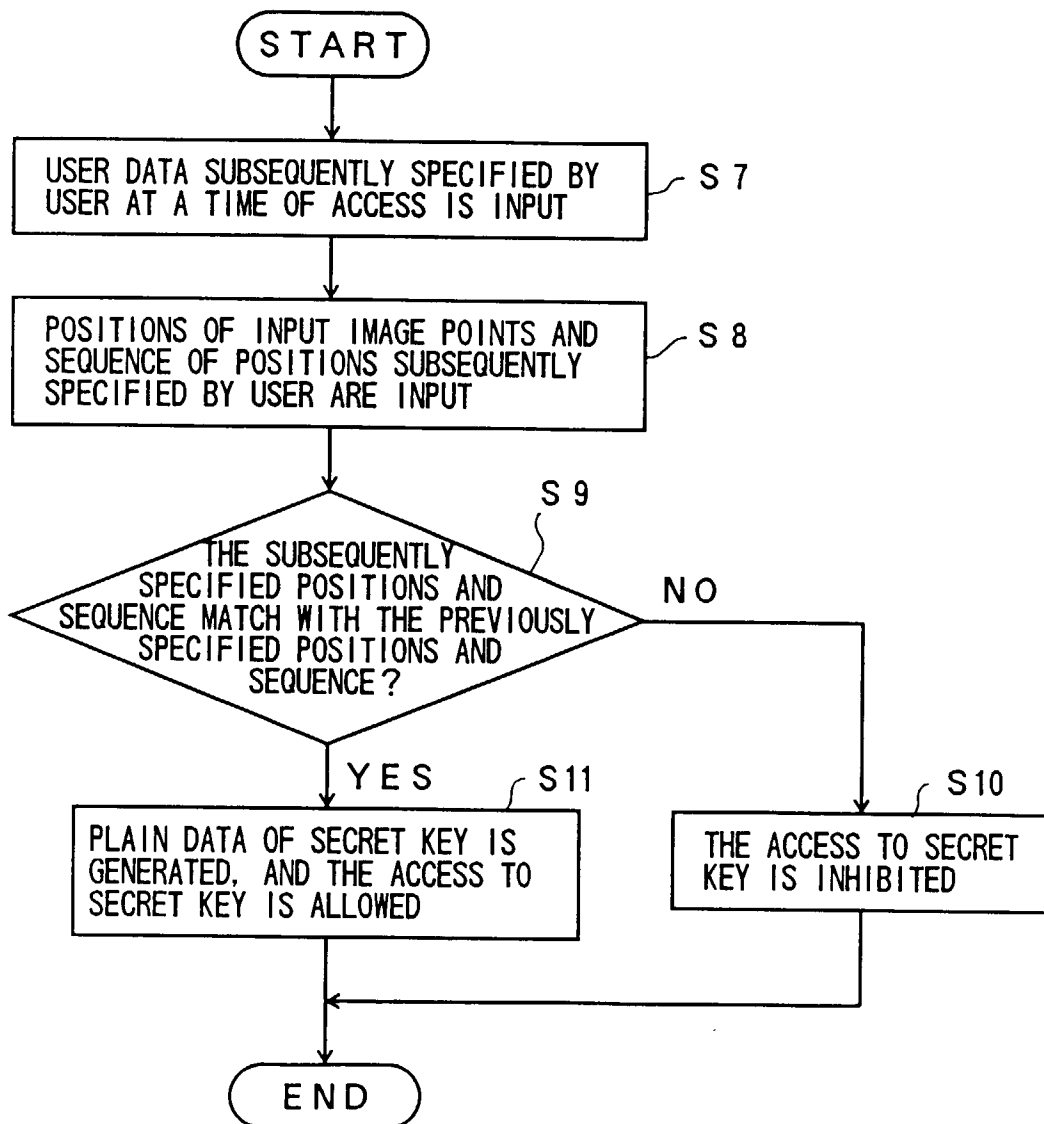 START
USER DATA SUBSEQUENTLY SPECIFIED BY
USER AT A TIME OF ACCESS IS INPUT
S7
POSITIONS OF INPUT IMAGE POINTS AND
SEQUENCE OF POSITIONS SUBSEQUENTLY
SPECIFIED BY USER ARE INPUT
S8
S9
THE SUBSEQUENTLY
SPECIFIED POSITIONS AND
SEQUENCE MATCH WITH THE PREVIOUSLY
SPECIFIED POSITIONS AND
SEQUENCE?
NO
YES
S11
PLAIN DATA OF SECRET KEY IS
GENERATED, AND THE ACCESS TO
SECRET KEY IS ALLOWED
S10
THE ACCESS TO SECRET
KEY IS INHIBITED
END